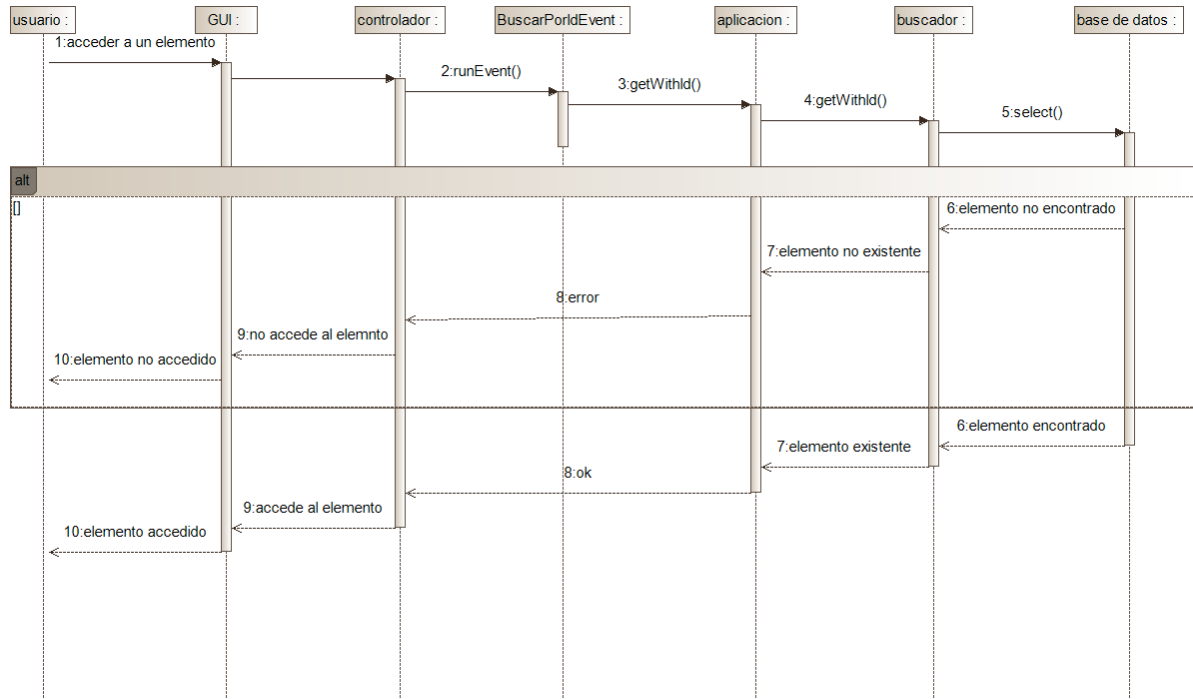 usuario :
GUI :
controlador :
BuscarPorIdEvent :
aplicacion :
buscador :
base de datos :
1:acceder a un elemento
2:runEvent()
3:getWithId()
4:getWithId()
5:select()
alt
[]
6:elemento no encontrado
7:elemento no existente
8:error
9:no accede al elemnto
10:elemento no accedido
6:elemento encontrado
7:elemento existente
8:ok
9:accede al elemento
10:elemento accedido